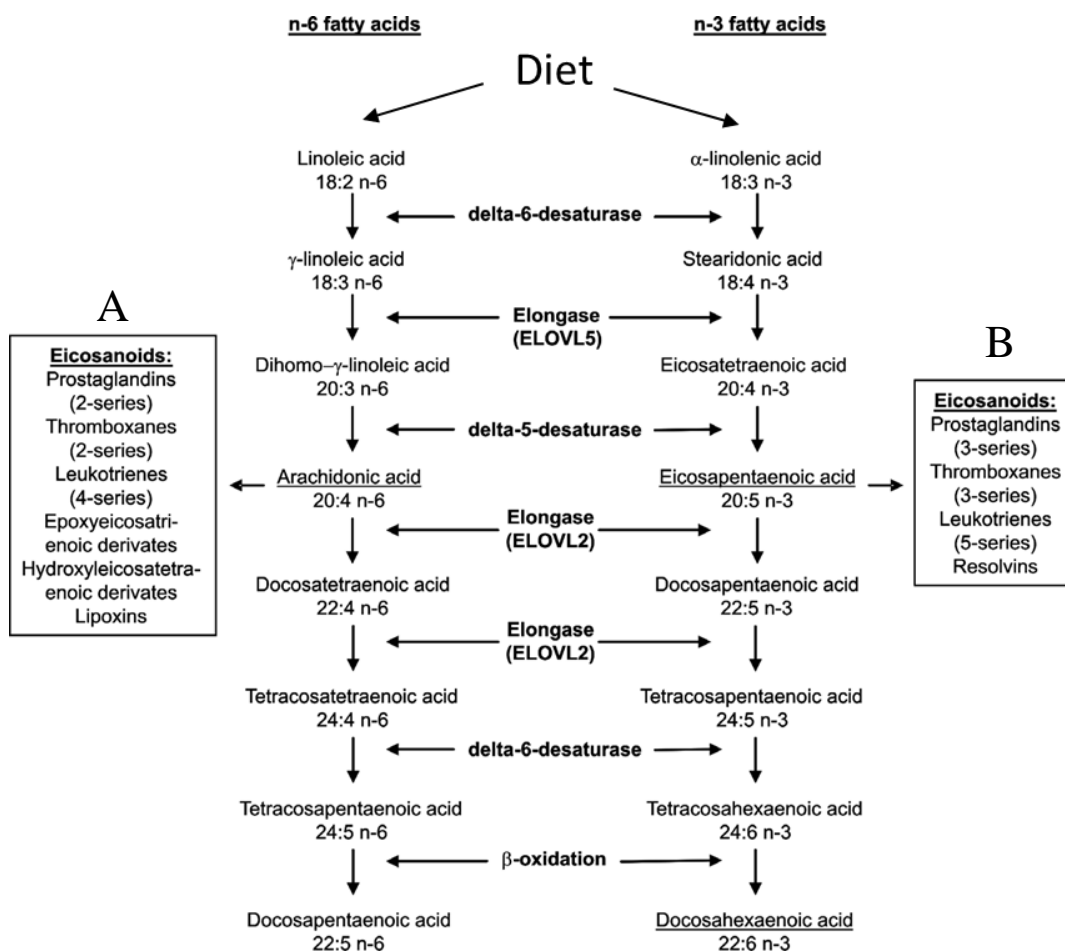 n-6 fatty acids
n-3 fatty acids
Diet
Linoleic acid
18:2 n-6
α-linolenic acid
18:3 n-3
delta-6-desaturase
γ-linoleic acid
18:3 n-6
Stearidonic acid
18:4 n-3
Elongase
(ELOVL5)
Dihomo–γ-linoleic acid
20:3 n-6
Eicosatetraenoic acid
20:4 n-3
delta-5-desaturase
Arachidonic acid
20:4 n-6
Eicosapentaenoic acid
20:5 n-3
Elongase
(ELOVL2)
Docosatetraenoic acid
22:4 n-6
Docosapentaenoic acid
22:5 n-3
Elongase
(ELOVL2)
Tetracosatetraenoic acid
24:4 n-6
Tetracosapentaenoic acid
24:5 n-3
delta-6-desaturase
Tetracosapentaenoic acid
24:5 n-6
Tetracosahexaenoic acid
24:6 n-3
β-oxidation
Docosapentaenoic acid
22:5 n-6
Docosahexaenoic acid
22:6 n-3
A
Eicosanoids:
Prostaglandins
(2-series)
Thromboxanes
(2-series)
Leukotrienes
(4-series)
Epoxyeicosatri-
enoic derivates
Hydroxyleicosatetra-
enoic derivates
Lipoxins
B
Eicosanoids:
Prostaglandins
(3-series)
Thromboxanes
(3-series)
Leukotrienes
(5-series)
Resolvins